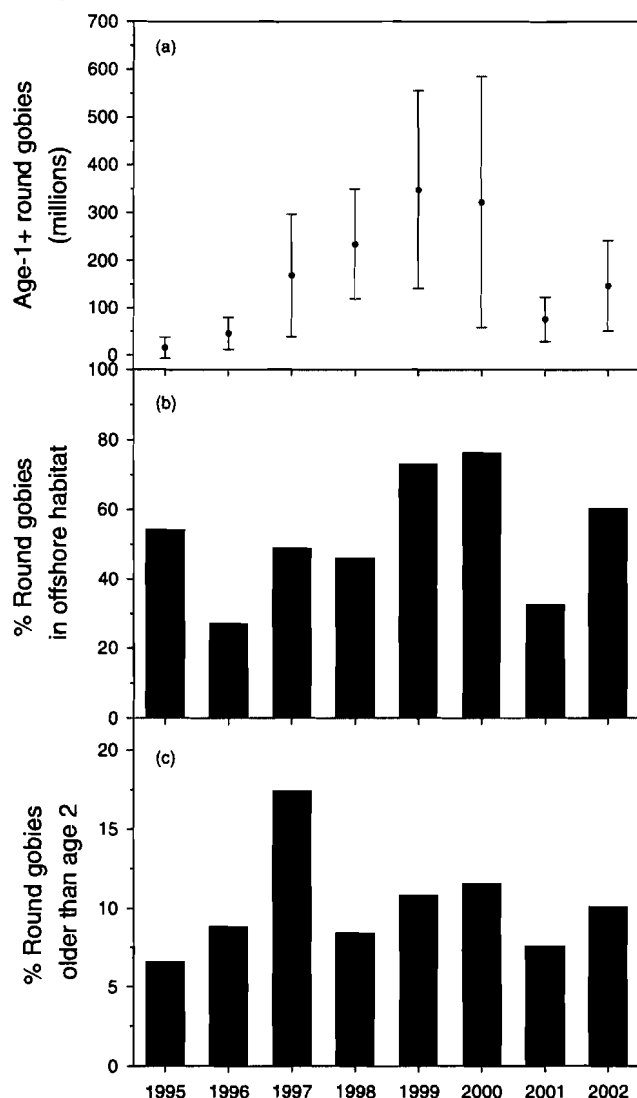 700
600
500
400
300
200
100
0
(a)
Age-1+ round gobies
(millions)
100
80
60
40
20
0
(b)
% Round gobies
in offshore habitat
20
15
10
5
0
(c)
% Round gobies
older than age 2
1995 1996 1997 1998 1999 2000 2001 2002